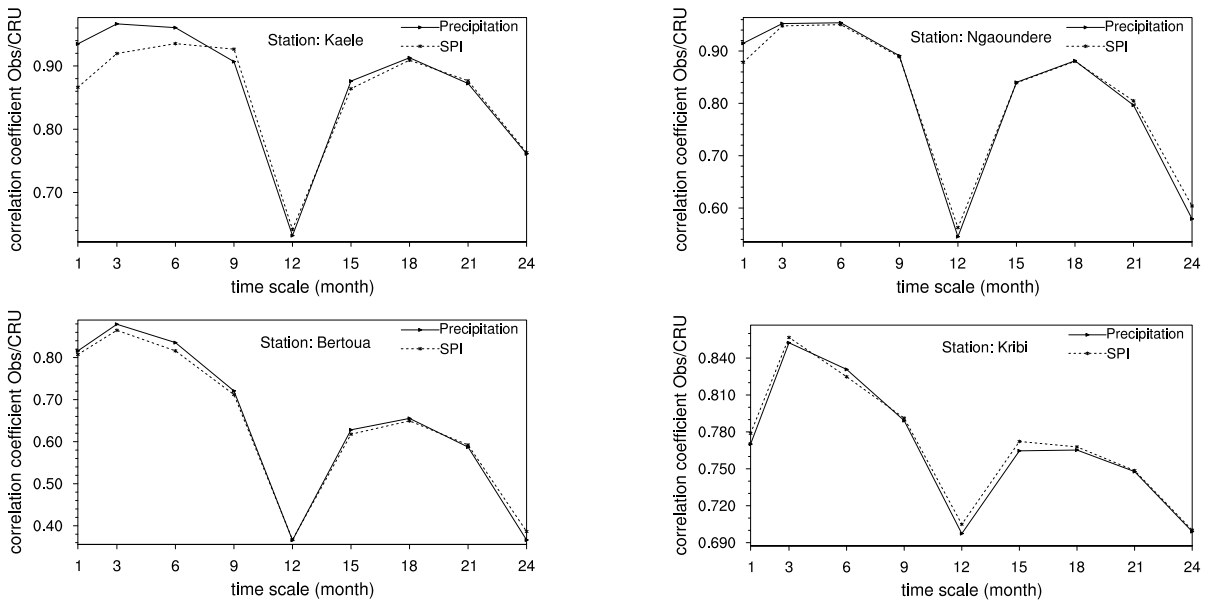 correlation coefficient Obs/CRU
0.90
0.80
0.70
Station: Kaele
Precipitation
SPI
1 3 6 9 12 15 18 21 24
time scale (month)
correlation coefficient Obs/CRU
0.90
0.80
0.70
0.60
Station: Ngaoundere
Precipitation
SPI
1 3 6 9 12 15 18 21 24
time scale (month)
correlation coefficient Obs/CRU
0.80
0.60
0.40
Station: Bertoua
Precipitation
SPI
1 3 6 9 12 15 18 21 24
time scale (month)
correlation coefficient Obs/CRU
0.840
0.810
0.780
0.750
0.720
0.690
Station: Kribi
Precipitation
SPI
1 3 6 9 12 15 18 21 24
time scale (month)